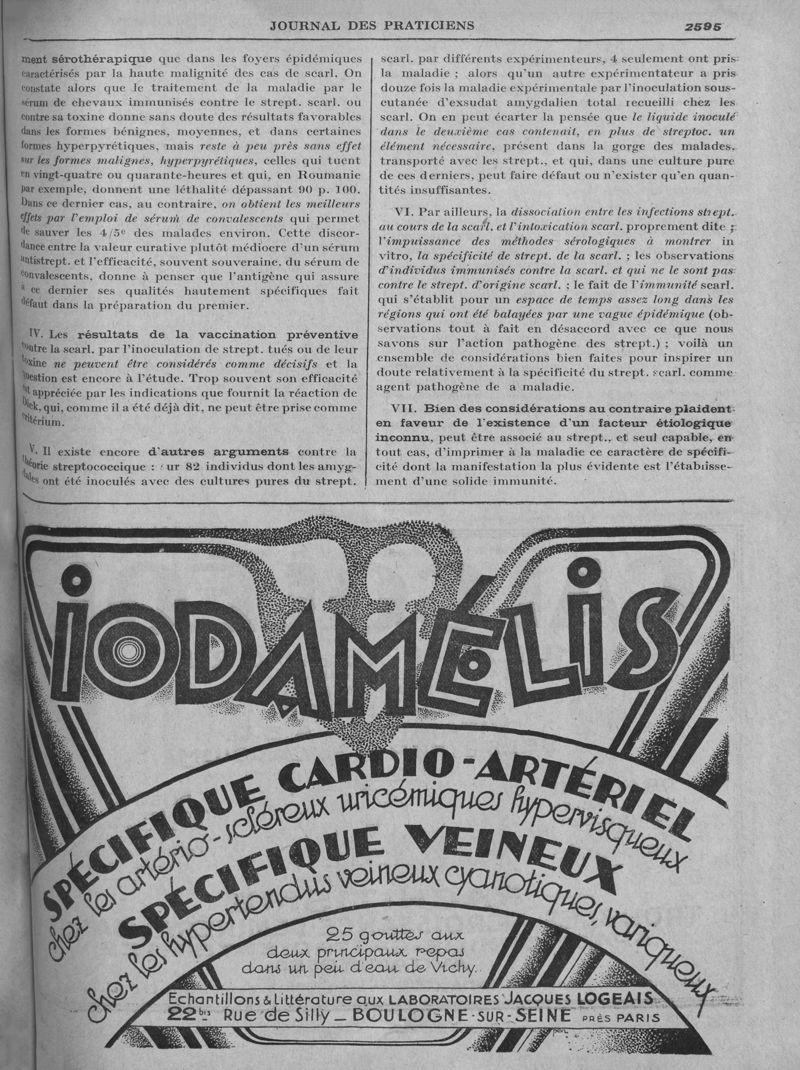 JOURNAL DES PRATICIENS
2595
ment sérothérapique que dans les foyers épidémiques
caractérisés par la haute malignité des cas de scarl. On
constate alors que le traitement de la maladie par le
sérum de chevaux immunisés contre le strept. scarl. ou
contre sa toxine donne sans doute des résultats favorables
dans les formes bénignes, moyennes, et dans certaines
formes hyperpyrétiques, mais reste à peu près sans effet
sur les formes malignes, hyperpyrétiques, celles qui tuent
en vingt-quatre ou quarante-heures et qui, en Roumanie
par exemple, donnent une léthalité dépassant 90 p. 100.
Dans ce dernier cas, au contraire, on obtient les meilleurs
effets par l'emploi de sérum de convalescents qui permet
de sauver les 4/5e des malades environ. Cette discor-
dance entre la valeur curative plutôt médiocre d'un sérum
antistrept. et l'efficacité, souvent souveraine, du sérum de
convalescents, donne à penser que l'antigène qui assure
à ce dernier ses qualités hautement spécifiques fait
défaut dans la préparation du premier.
IV. Les résultats de la vaccination préventive
contre la scarl. par l'inoculation de strept. tués ou de leur
toxine ne peuvent être considérés comme décisifs et la
question est encore à l'étude. Trop souvent son efficacité
est appréciée par les indications que fournit la réaction de
Dick, qui, comme il a été déjà dit, ne peut être prise comme
critérium.
V. Il existe encore d'autres arguments contre la
théorie streptococcique : sur 82 individus dont les amyg-
dales ont été inoculés avec des cultures pures du strept.
scarl. par différents expérimenteurs, 4 seulement ont pris
la maladie ; alors qu'un autre expérimentateur a pris
douze fois la maladie expérimentale par l'inoculation sous-
cutanée d'exsudat amygdalien total recueilli chez les
scarl. On en peut écarter la pensée que le liquide inoculé
dans le deuxième cas contenait, en plus de streptoc. un
élément nécessaire, présent dans la gorge des malades,
transporté avec les strept., et qui, dans une culture pure
de ces derniers, peut faire défaut ou n'exister qu'en quan-
tités insuffisantes.
VI. Par ailleurs, la dissociation entre les infections strept.
au cours de la scarl. et l'intoxication scarl. proprement dite ;
l'impuissance des méthodes sérologiques à montrer in
vitro, la spécificité de strept. de la scarl. ; les observations
d'individus immunisés contre la scarl. et qui ne le sont pas
contre le strept. d'origine scarl. ; le fait de l'immunité scarl.
qui s'établit pour un espace de temps assez long dans les
régions qui ont été balayées par une vague épidémique (ob-
servations tout à fait en désaccord avec ce que nous
savons sur l'action pathogène des strept.) ; voilà un
ensemble de considérations bien faites pour inspirer un
doute relativement à la spécificité du strept. scarl. comme
agent pathogène de a maladie.
VII. Bien des considérations au contraire plaident
en faveur de l'existence d'un facteur étiologique
inconnu, peut être associé au strept., et seul capable, en
tout cas, d'imprimer à la maladie ce caractère de spécifi-
cité dont la manifestation la plus évidente est l'établisse-
ment d'une solide immunité.
IODAMÉLIS
SPÉCIFIQUE CARDIO-ARTÉRIEL
chez les artério-scléreux uricémiques hypervisqueux
SPÉCIFIQUE VEINEUX
chez les hypertendus veineux cyanotiques, variqueux
25 gouttes aux
deux principaux repas
dans un peu d'eau de Vichy.
Echantillons & Littérature aux LABORATOIRES JACQUES LOGEAIS
22bis Rue de Silly _ BOULOGNE-SUR-SEINE PRÈS PARIS